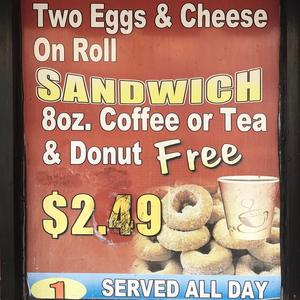 Two Eggs & Cheese
On Roll
SANDWICH
8oz. Coffee or Tea
& Donut Free
$2.49
1 SERVED ALL DAY